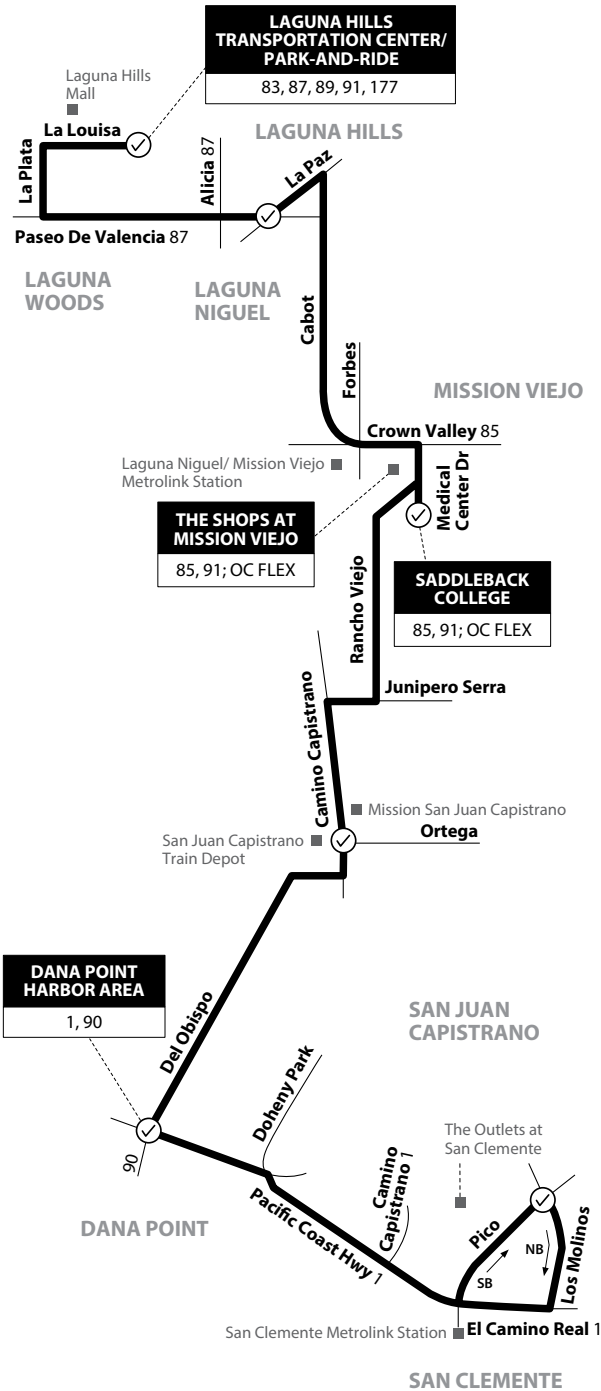 LAGUNA HILLS
TRANSPORTATION CENTER/
PARK-AND-RIDE
83, 87, 89, 91, 177
Laguna Hills
Mall
La Louisa
LAGUNA HILLS
La Plata
Alicia 87
La Paz
Paseo De Valencia 87
LAGUNA
WOODS
LAGUNA
NIGUEL
Cabot
Forbes
MISSION VIEJO
Crown Valley 85
Laguna Niguel/ Mission Viejo
Metrolink Station
Medical
Center Dr
THE SHOPS AT
MISSION VIEJO
85, 91; OC FLEX
SADDLEBACK
COLLEGE
85, 91; OC FLEX
Rancho Viejo
Junipero Serra
Camino Capistrano
Mission San Juan Capistrano
Ortega
San Juan Capistrano
Train Depot
DANA POINT
HARBOR AREA
1, 90
Del Obispo
SAN JUAN
CAPISTRANO
Doheny Park
90
The Outlets at
San Clemente
Camino
Capistrano 1
DANA POINT
Pacific Coast Hwy 1
Pico
NB
SB
Los Molinos
San Clemente Metrolink Station
El Camino Real 1
SAN CLEMENTE